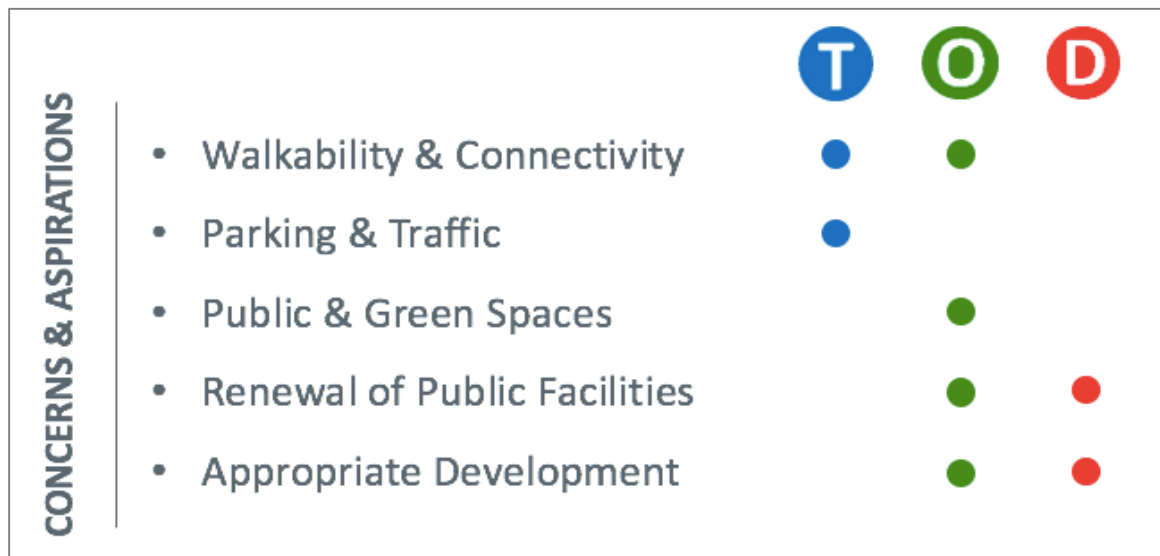 T O D
CONCERNS & ASPIRATIONS
• Walkability & Connectivity
• Parking & Traffic
• Public & Green Spaces
• Renewal of Public Facilities
• Appropriate Development